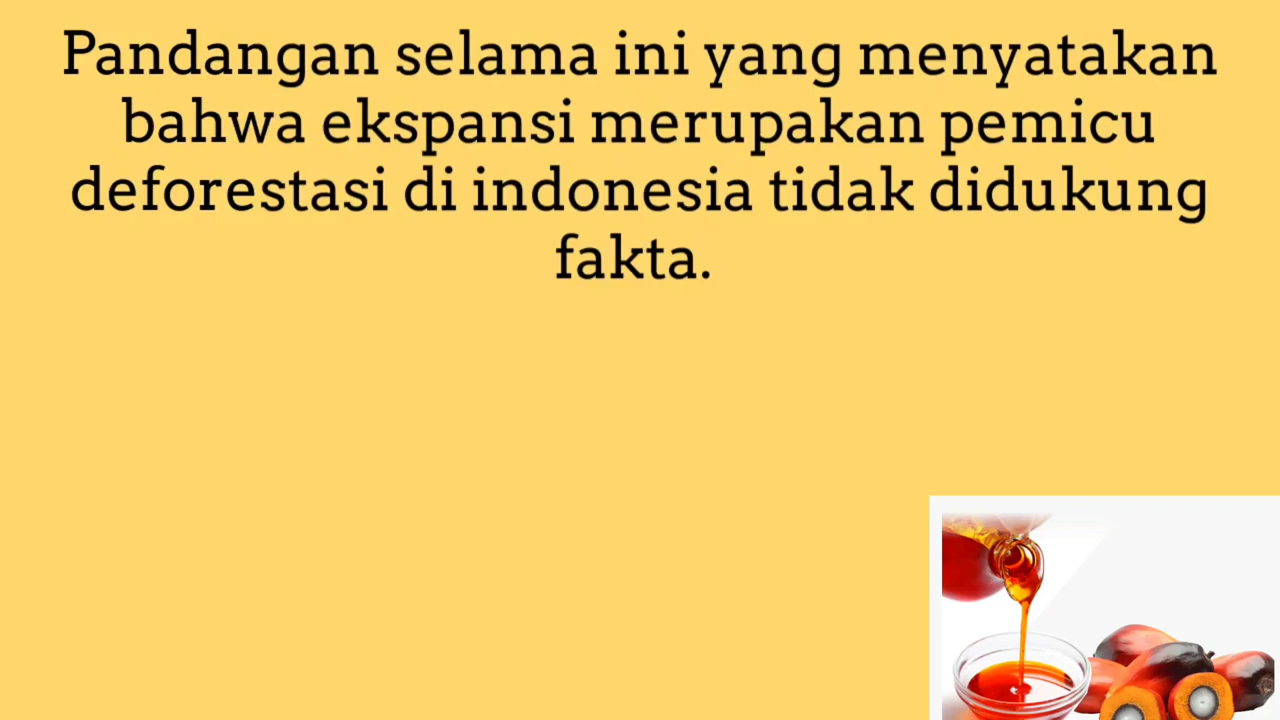 Pandangan selama ini yang menyatakan
bahwa ekspansi merupakan pemicu
deforestasi di indonesia tidak didukung
fakta.